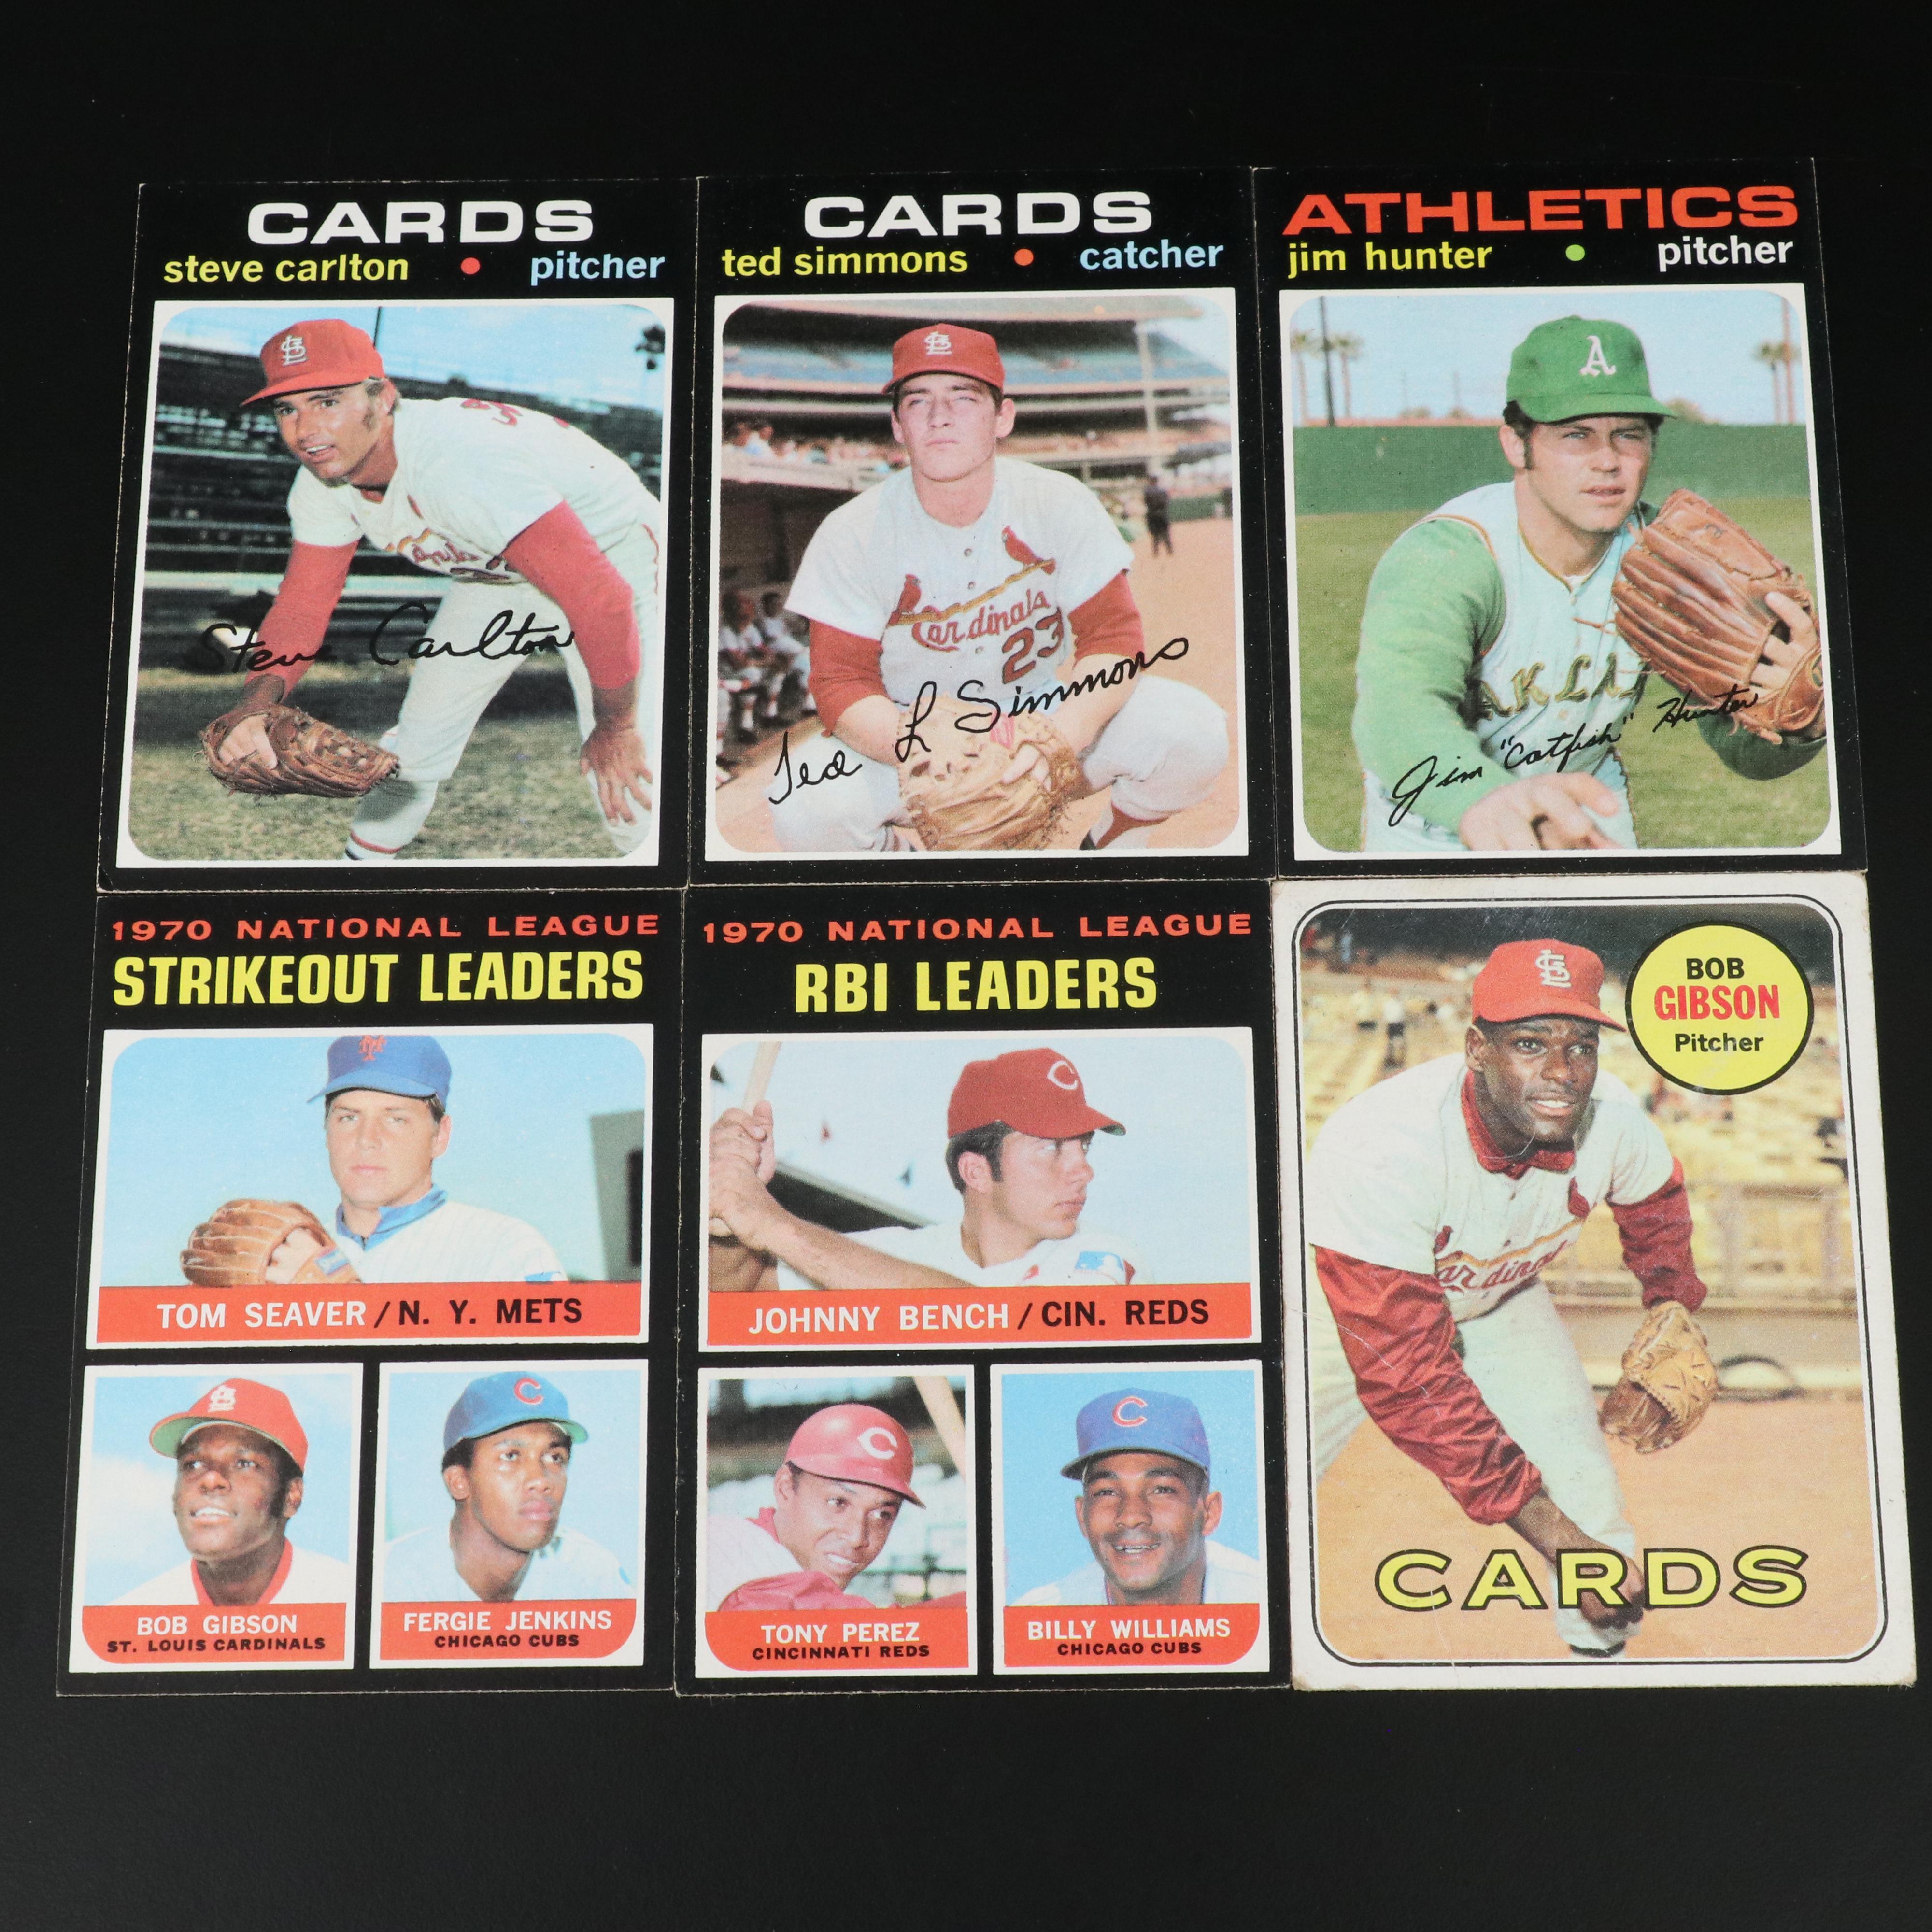 CARDS
steve carlton • pitcher
Cardinals
Steve Carlton
CARDS
ted simmons • catcher
Cardinals
23
Ted L Simmons
ATHLETICS
jim hunter • pitcher
A
AKLA
Jim "Catfish" Hunter
1970 NATIONAL LEAGUE
STRIKEOUT LEADERS
TOM SEAVER / N. Y. METS
BOB GIBSON
ST. LOUIS CARDINALS
C
FERGIE JENKINS
CHICAGO CUBS
1970 NATIONAL LEAGUE
RBI LEADERS
C
JOHNNY BENCH / CIN. REDS
C
TONY PEREZ
CINCINNATI REDS
C
BILLY WILLIAMS
CHICAGO CUBS
BOB
GIBSON
Pitcher
Cardinals
CARDS